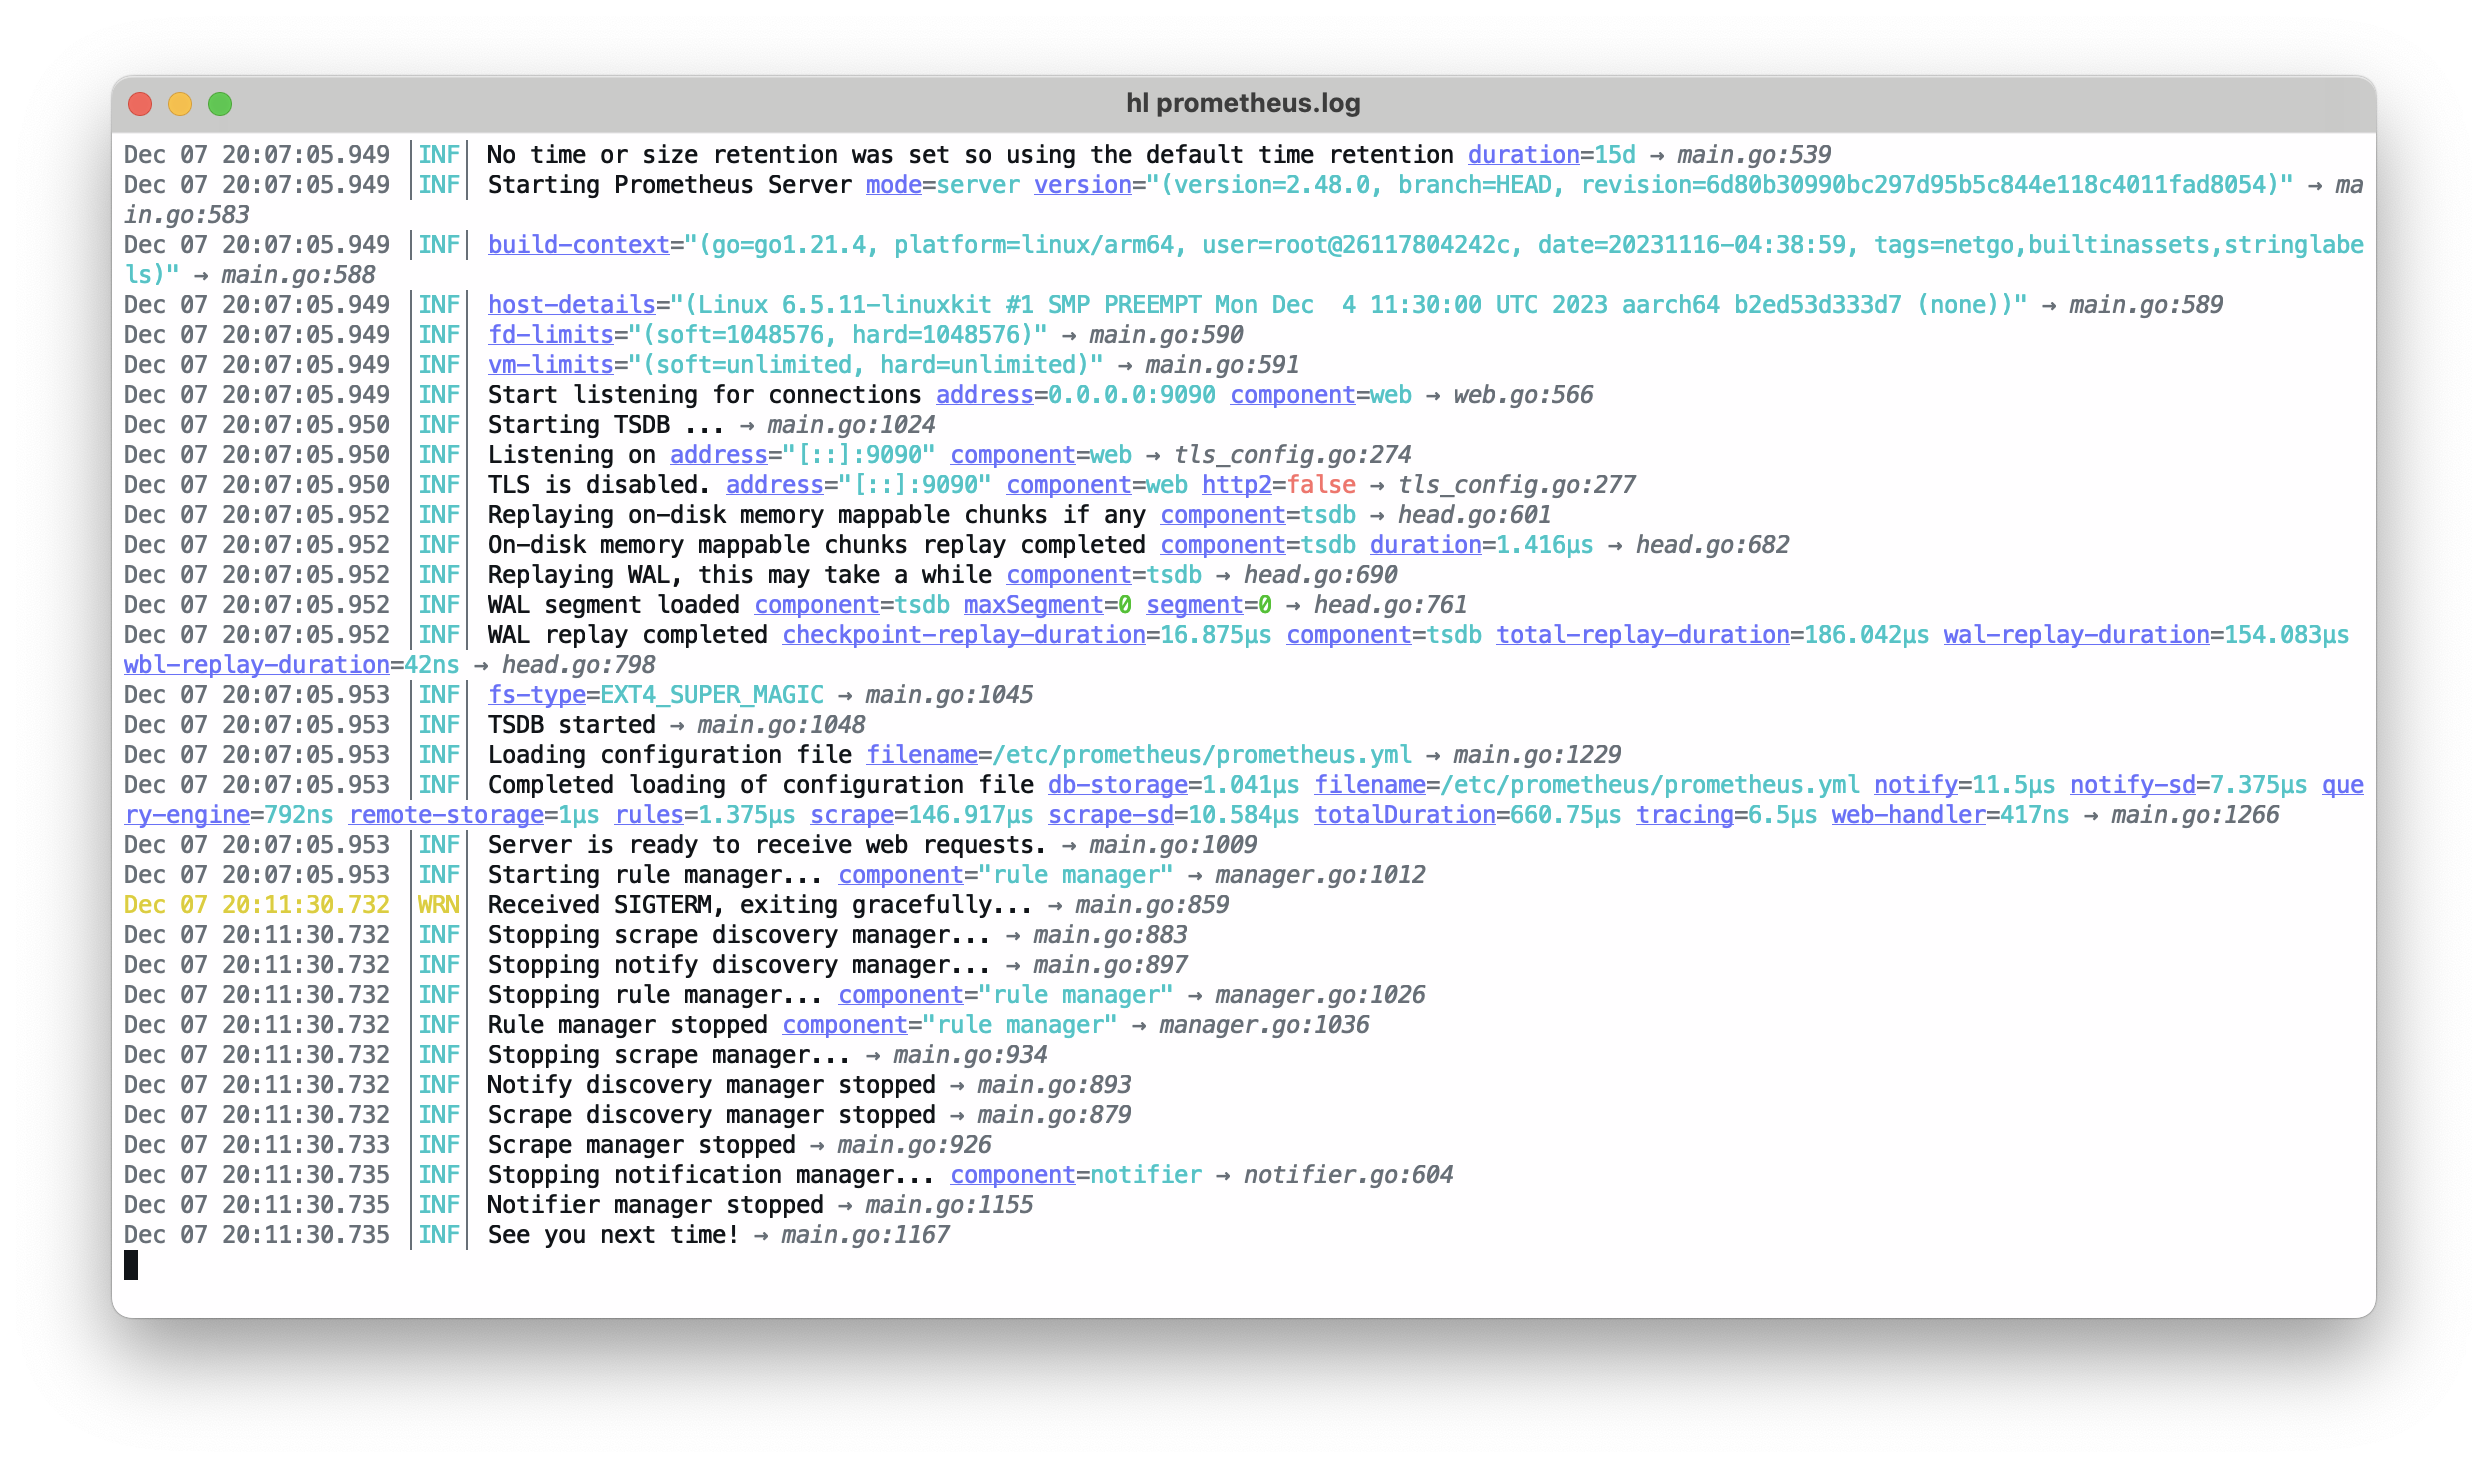 hl prometheus.log
Dec 07 20:07:05.949 │INF│ No time or size retention was set so using the default time retention duration=15d → main.go:539
Dec 07 20:07:05.949 │INF│ Starting Prometheus Server mode=server version="(version=2.48.0, branch=HEAD, revision=6d80b30990bc297d95b5c844e118c4011fad8054)" → ma
in.go:583
Dec 07 20:07:05.949 │INF│ build-context="(go=go1.21.4, platform=linux/arm64, user=root@26117804242c, date=20231116-04:38:59, tags=netgo,builtinassets,stringlabe
ls)" → main.go:588
Dec 07 20:07:05.949 │INF│ host-details="(Linux 6.5.11-linuxkit #1 SMP PREEMPT Mon Dec  4 11:30:00 UTC 2023 aarch64 b2ed53d333d7 (none))" → main.go:589
Dec 07 20:07:05.949 │INF│ fd-limits="(soft=1048576, hard=1048576)" → main.go:590
Dec 07 20:07:05.949 │INF│ vm-limits="(soft=unlimited, hard=unlimited)" → main.go:591
Dec 07 20:07:05.949 │INF│ Start listening for connections address=0.0.0.0:9090 component=web → web.go:566
Dec 07 20:07:05.950 │INF│ Starting TSDB ... → main.go:1024
Dec 07 20:07:05.950 │INF│ Listening on address="[::]:9090" component=web → tls_config.go:274
Dec 07 20:07:05.950 │INF│ TLS is disabled. address="[::]:9090" component=web http2=false → tls_config.go:277
Dec 07 20:07:05.952 │INF│ Replaying on-disk memory mappable chunks if any component=tsdb → head.go:601
Dec 07 20:07:05.952 │INF│ On-disk memory mappable chunks replay completed component=tsdb duration=1.416µs → head.go:682
Dec 07 20:07:05.952 │INF│ Replaying WAL, this may take a while component=tsdb → head.go:690
Dec 07 20:07:05.952 │INF│ WAL segment loaded component=tsdb maxSegment=0 segment=0 → head.go:761
Dec 07 20:07:05.952 │INF│ WAL replay completed checkpoint-replay-duration=16.875µs component=tsdb total-replay-duration=186.042µs wal-replay-duration=154.083µs
wbl-replay-duration=42ns → head.go:798
Dec 07 20:07:05.953 │INF│ fs-type=EXT4_SUPER_MAGIC → main.go:1045
Dec 07 20:07:05.953 │INF│ TSDB started → main.go:1048
Dec 07 20:07:05.953 │INF│ Loading configuration file filename=/etc/prometheus/prometheus.yml → main.go:1229
Dec 07 20:07:05.953 │INF│ Completed loading of configuration file db-storage=1.041µs filename=/etc/prometheus/prometheus.yml notify=11.5µs notify-sd=7.375µs que
ry-engine=792ns remote-storage=1µs rules=1.375µs scrape=146.917µs scrape-sd=10.584µs totalDuration=660.75µs tracing=6.5µs web-handler=417ns → main.go:1266
Dec 07 20:07:05.953 │INF│ Server is ready to receive web requests. → main.go:1009
Dec 07 20:07:05.953 │INF│ Starting rule manager... component="rule manager" → manager.go:1012
Dec 07 20:11:30.732 │WRN│ Received SIGTERM, exiting gracefully... → main.go:859
Dec 07 20:11:30.732 │INF│ Stopping scrape discovery manager... → main.go:883
Dec 07 20:11:30.732 │INF│ Stopping notify discovery manager... → main.go:897
Dec 07 20:11:30.732 │INF│ Stopping rule manager... component="rule manager" → manager.go:1026
Dec 07 20:11:30.732 │INF│ Rule manager stopped component="rule manager" → manager.go:1036
Dec 07 20:11:30.732 │INF│ Stopping scrape manager... → main.go:934
Dec 07 20:11:30.732 │INF│ Notify discovery manager stopped → main.go:893
Dec 07 20:11:30.732 │INF│ Scrape discovery manager stopped → main.go:879
Dec 07 20:11:30.733 │INF│ Scrape manager stopped → main.go:926
Dec 07 20:11:30.735 │INF│ Stopping notification manager... component=notifier → notifier.go:604
Dec 07 20:11:30.735 │INF│ Notifier manager stopped → main.go:1155
Dec 07 20:11:30.735 │INF│ See you next time! → main.go:1167